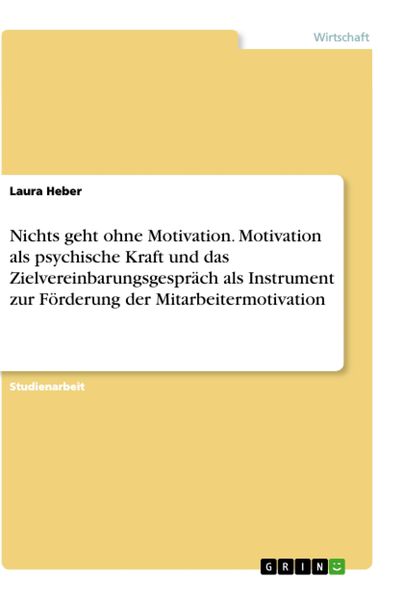 Wirtschaft
Laura Heber
Nichts geht ohne Motivation. Motivation
als psychische Kraft und das
Zielvereinbarungsgespräch als Instrument
zur Förderung der Mitarbeitermotivation
Studienarbeit
GRIN